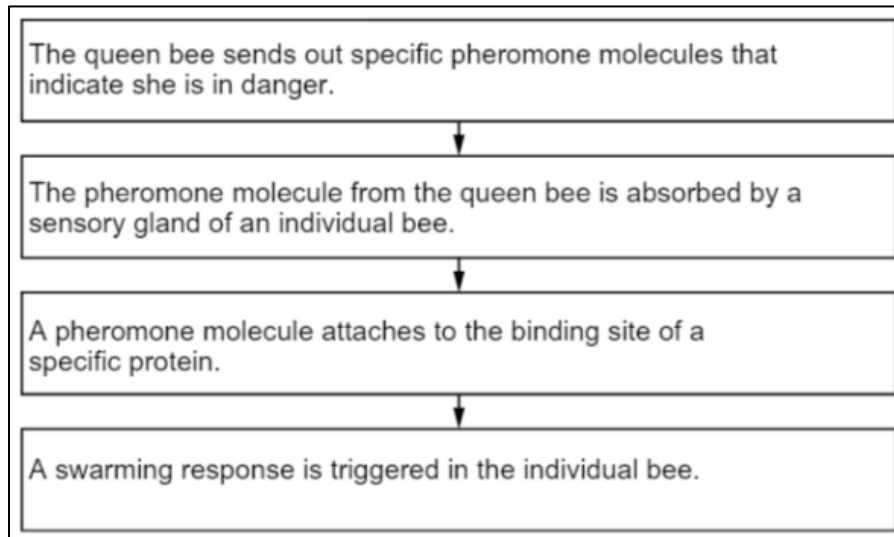 The queen bee sends out specific pheromone molecules that
indicate she is in danger.
The pheromone molecule from the queen bee is absorbed by a
sensory gland of an individual bee.
A pheromone molecule attaches to the binding site of a
specific protein.
A swarming response is triggered in the individual bee.